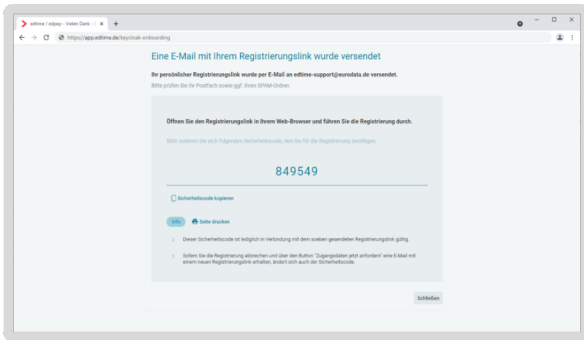 edtime / edpep - Vielen Dank -
https://app.edtime.de/keycloak-onboarding
Eine E-Mail mit Ihrem Registrierungslink wurde versendet
Ihr persönlicher Registrierungslink wurde per E-Mail an edtime-support@eurodata.de versendet.
Bitte prüfen Sie Ihr Postfach sowie ggf. Ihren SPAM-Ordner.
Öffnen Sie den Registrierungslink in Ihrem Web-Browser und führen Sie die Registrierung durch.
Bitte notieren Sie sich folgenden Sicherheitscode, den Sie für die Registrierung benötigen:
849549
Sicherheitscode kopieren
Info Seite drucken
Dieser Sicherheitscode ist lediglich in Verbindung mit dem soeben gesendeten Registrierungslink gültig.
Sofern Sie die Registrierung abbrechen und über den Button "Zugangsdaten jetzt anfordern" eine E-Mail mit
einem neuen Registrierungslink erhalten, ändert sich auch der Sicherheitscode.
Schließen